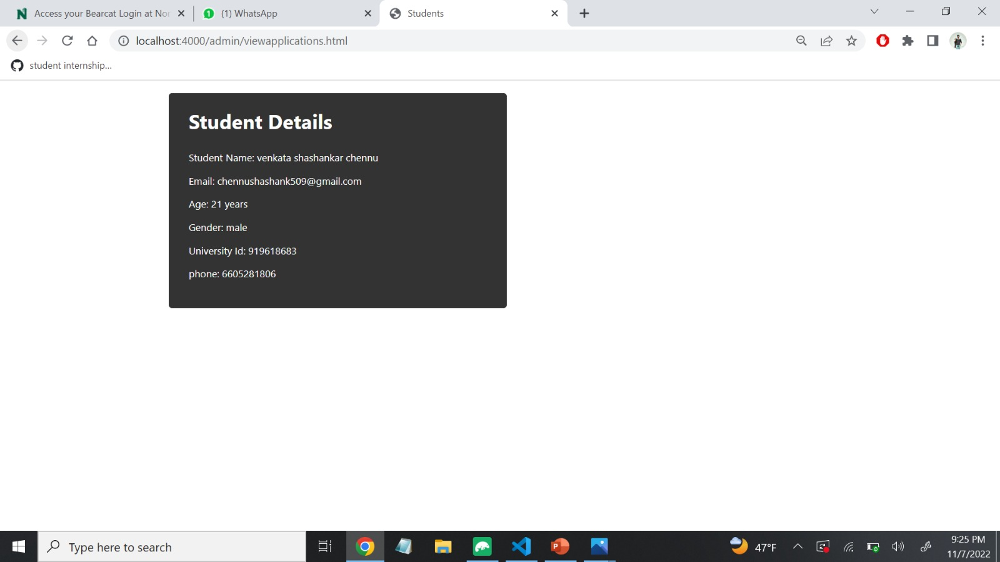 Access your Bearcat Login at Nor
(1) WhatsApp
Students
localhost:4000/admin/viewapplications.html
student internship...
Student Details
Student Name: venkata shashankar chennu
Email: chennushashank509@gmail.com
Age: 21 years
Gender: male
University Id: 919618683
phone: 6605281806
Type here to search
47°F
9:25 PM
11/7/2022